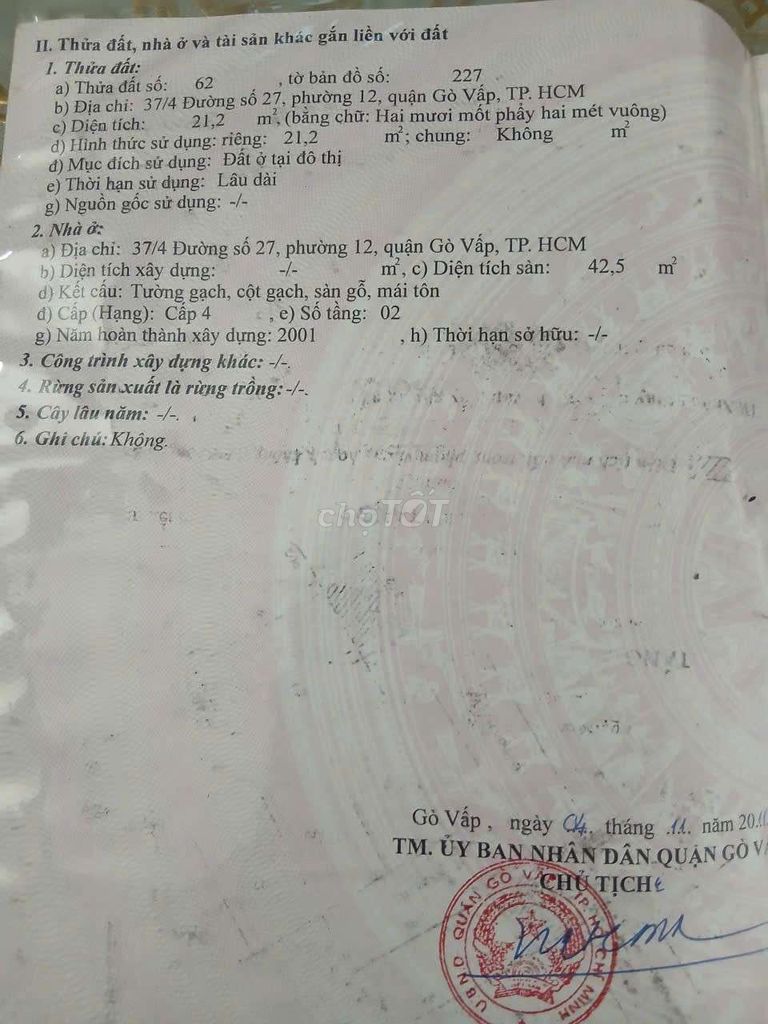 II. Thửa đất, nhà ở và tài sản khác gắn liền với đất
1. Thửa đất:
a) Thửa đất số: 62 , tờ bản đồ số: 227
b) Địa chỉ: 37/4 Đường số 27, phường 12, quận Gò Vấp, TP. HCM
c) Diện tích: 21,2 m², (bằng chữ: Hai mươi mốt phẩy hai mét vuông)
d) Hình thức sử dụng: riêng: 21,2 m²; chung: Không m²
đ) Mục đích sử dụng: Đất ở tại đô thị
e) Thời hạn sử dụng: Lâu dài
g) Nguồn gốc sử dụng: -/-
2. Nhà ở:
a) Địa chỉ: 37/4 Đường số 27, phường 12, quận Gò Vấp, TP. HCM
b) Diện tích xây dựng: -/- m², c) Diện tích sàn: 42,5 m²
d) Kết cấu: Tường gạch, cột gạch, sàn gỗ, mái tôn
đ) Cấp (Hạng): Cấp 4 , e) Số tầng: 02
g) Năm hoàn thành xây dựng: 2001 , h) Thời hạn sở hữu: -/-
3. Công trình xây dựng khác: -/-.
4. Rừng sản xuất là rừng trồng: -/-.
5. Cây lâu năm: -/-.
6. Ghi chú: Không.
chợTỐT
Gò Vấp, ngày 04 tháng 11 năm 20
TM. ỦY BAN NHÂN DÂN QUẬN GÒ V
CHỦ TỊCH
U.B.N.D QUẬN GÒ VẤP TP. HỒ CHÍ MINH